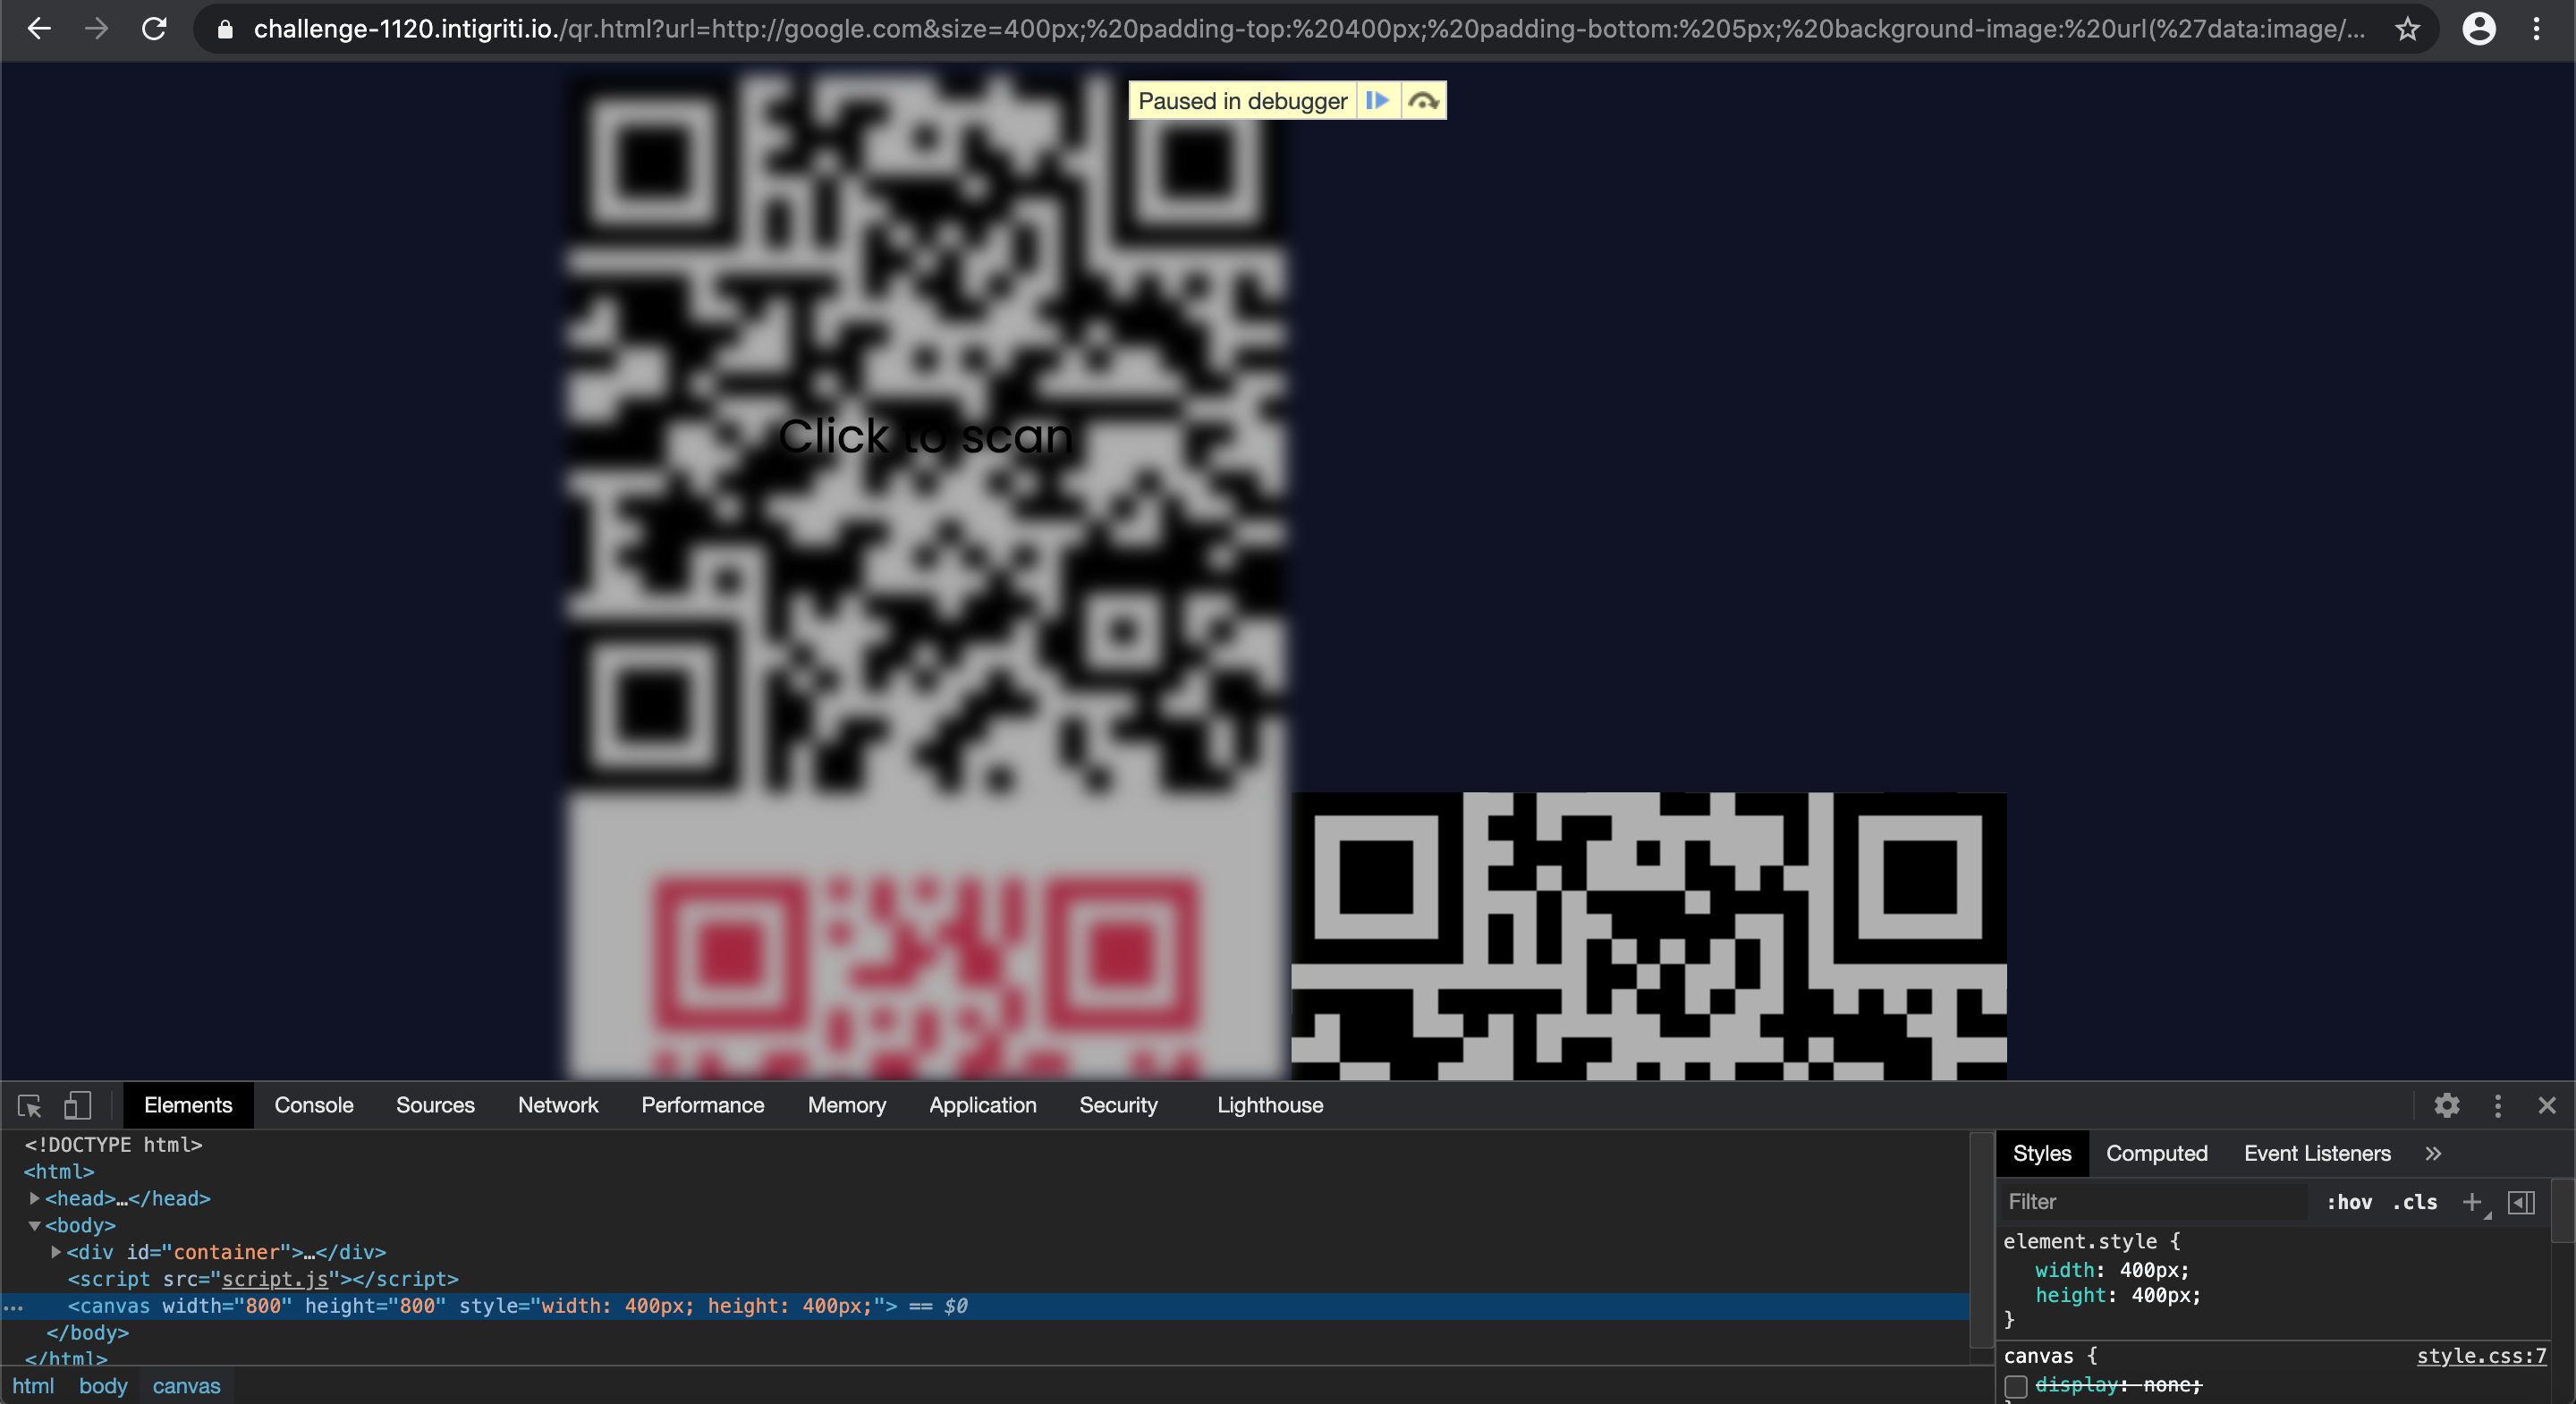 challenge-1120.intigriti.io./qr.html?url=http://google.com&size=400px;%20padding-top:%20400px;%20padding-bottom:%205px;%20background-image:%20url(%27data:image/...
Paused in debugger
Click to scan
Elements Console Sources Network Performance Memory Application Security Lighthouse
<!DOCTYPE html>
<html>
<head>…</head>
<body>
<div id="container">…</div>
<script src="script.js"></script>
<canvas width="800" height="800" style="width: 400px; height: 400px;"> == $0
</body>
</html>
html body canvas
Styles Computed Event Listeners »
Filter :hov .cls +
element.style {
width: 400px;
height: 400px;
}
canvas { style.css:7
display: none;